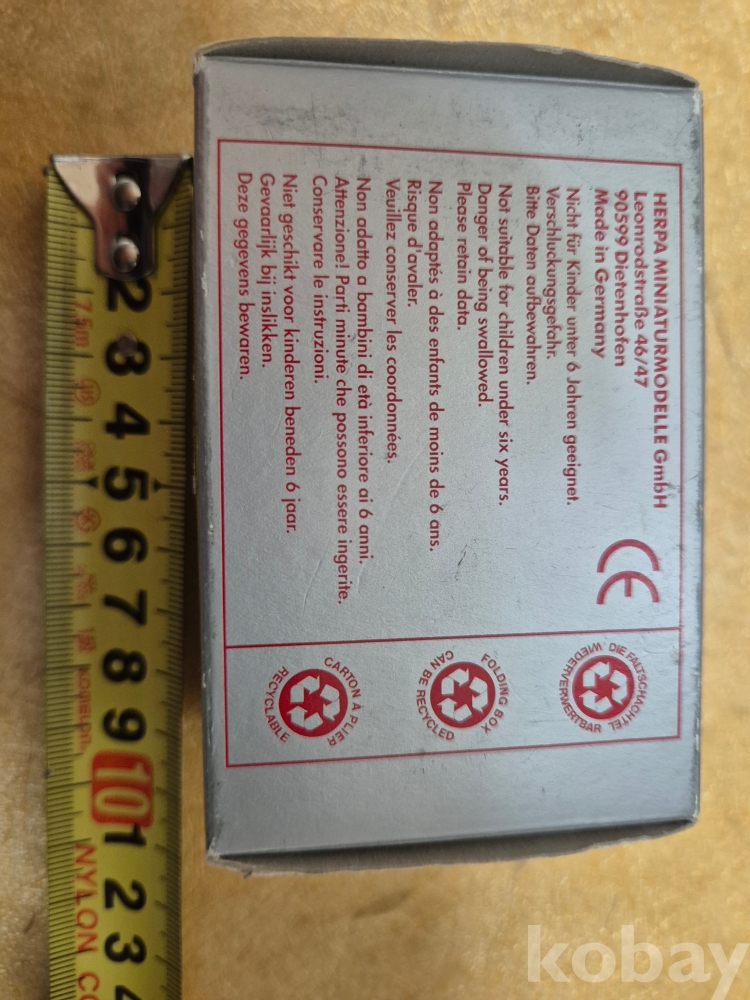 HERPA MINIATURMODELLE GmbH
Leonrodstraße 46/47
90599 Dietenhofen
Made in Germany
CE
Nicht für Kinder unter 6 Jahren geeignet.
Verschluckungsgefahr.
Bitte Daten aufbewahren.
Not suitable for children under six years.
Danger of being swallowed.
Please retain data.
Non adaptés à des enfants de moins de 6 ans.
Risque d'avaler.
Veuillez conserver les coordonnées.
Non adatto a bambini di età inferiore ai 6 anni.
Attenzione! Parti minute che possono essere ingerite.
Conservare le instruzioni.
Niet geschikt voor kinderen beneden 6 jaar.
Gevaarlijk bij inslikken.
Deze gegevens bewaren.
DIE FALTSCHACHTEL
WIEDERVERWERTBAR
FOLDING BOX
CAN BE RECYCLED
CARTON A PLIER
RECYCLABLE
2 3 4 5 6 7 8 9 10 1 2 3 4
7,5m
NYLON CO
kobay